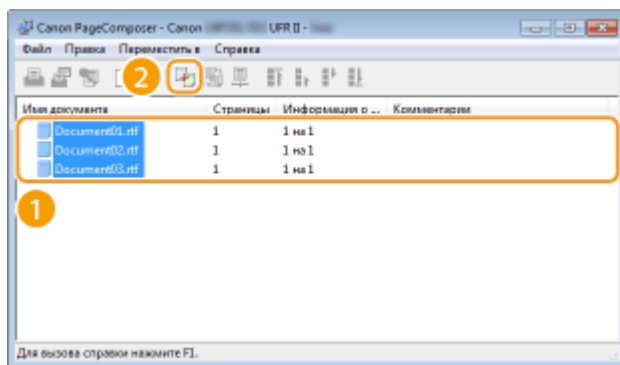 Canon PageComposer - Canon UFR II -
Файл Правка Переместить в Справка
2
Имя документа Страницы Информация о ... Комментарии
Document01.rtf 1 1 на 1
Document02.rtf 1 1 на 1
Document03.rtf 1 1 на 1
1
Для вызова справки нажмите F1.